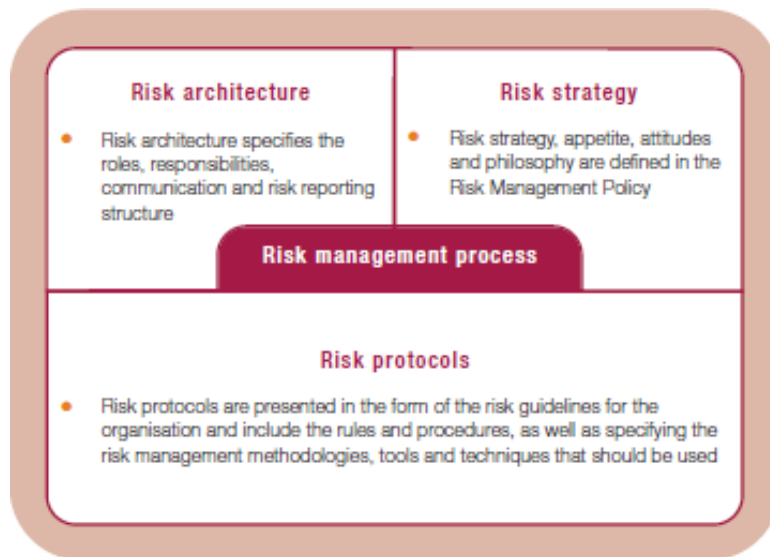 Risk architecture
• Risk architecture specifies the
roles, responsibilities,
communication and risk reporting
structure
Risk strategy
• Risk strategy, appetite, attitudes
and philosophy are defined in the
Risk Management Policy
Risk management process
Risk protocols
• Risk protocols are presented in the form of the risk guidelines for the
organisation and include the rules and procedures, as well as specifying the
risk management methodologies, tools and techniques that should be used